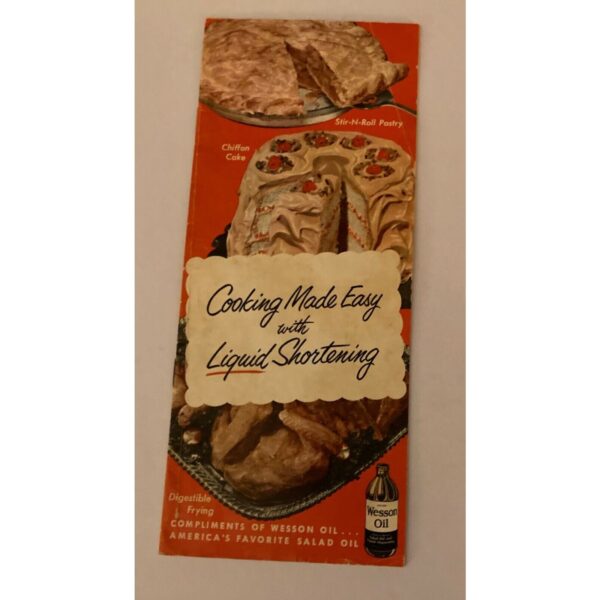 Stir-N-Roll Pastry
Chiffon
Cake
Cooking Made Easy
with
Liquid Shortening
Digestible
Frying
COMPLIMENTS OF WESSON OIL...
AMERICA'S FAVORITE SALAD OIL
Wesson
Oil